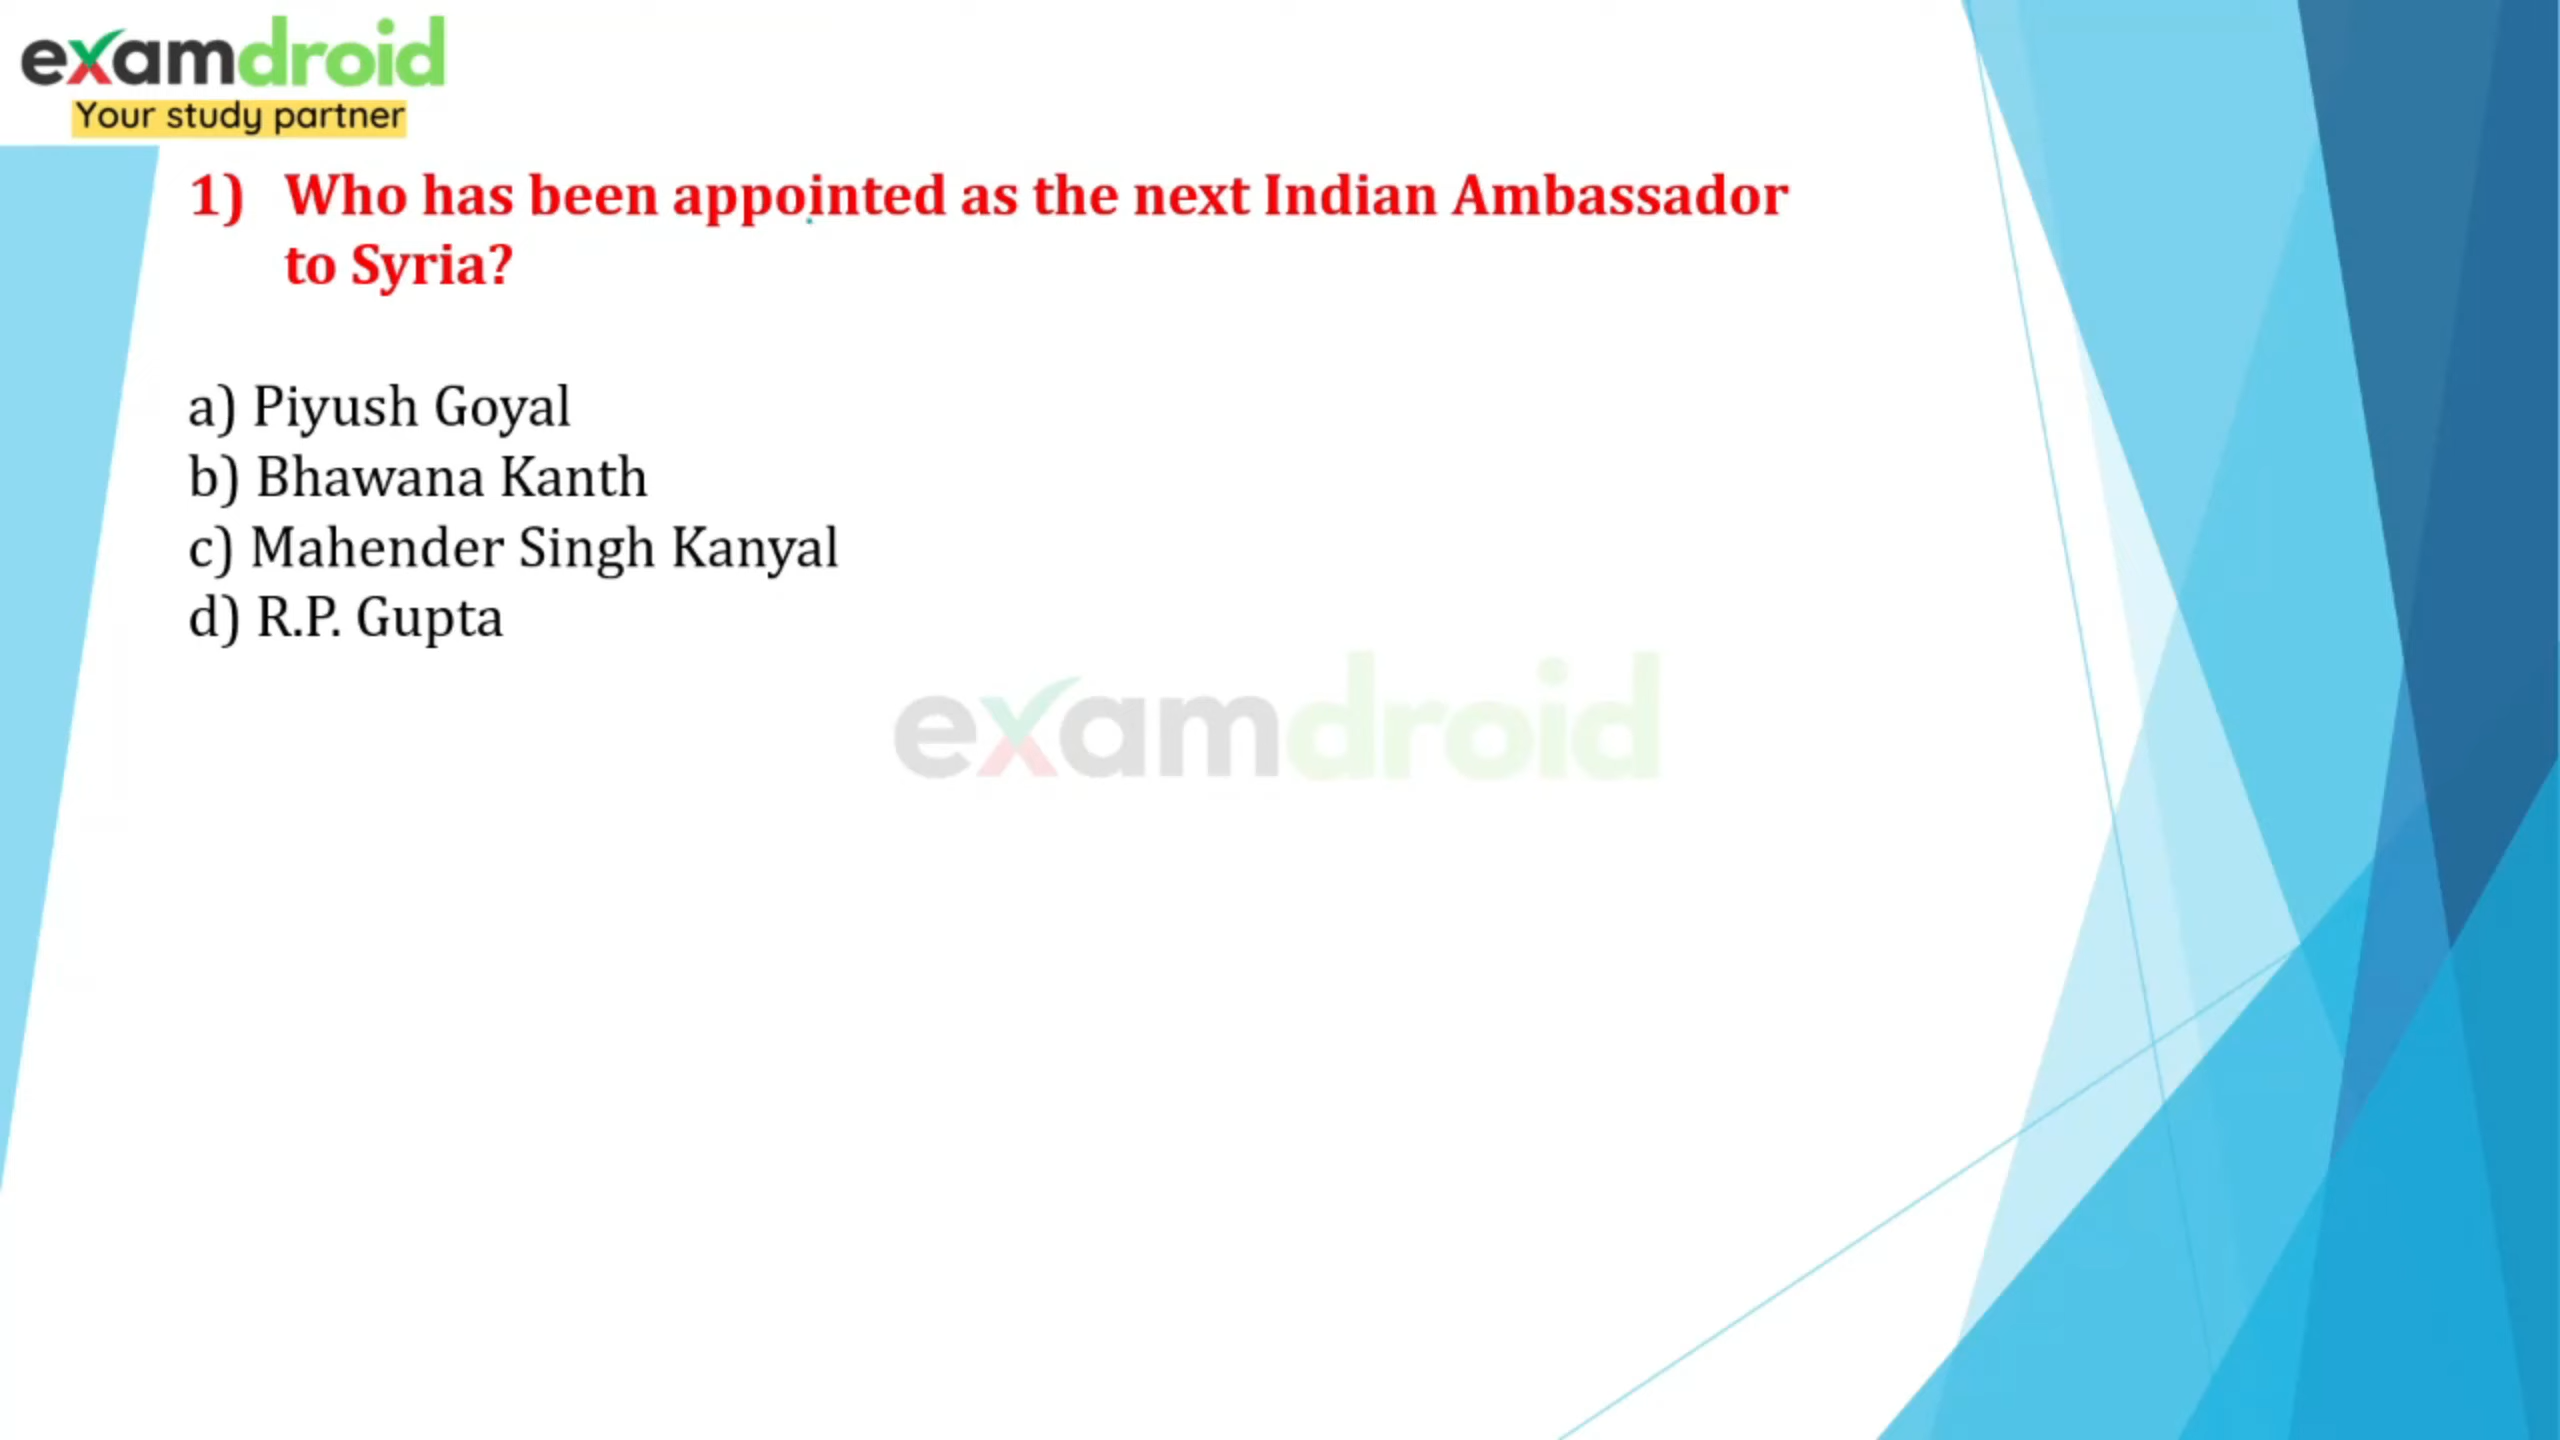 examdroid
Your study partner
1) Who has been appointed as the next Indian Ambassador
to Syria?
a) Piyush Goyal
b) Bhawana Kanth
c) Mahender Singh Kanyal
d) R.P. Gupta
examdroid